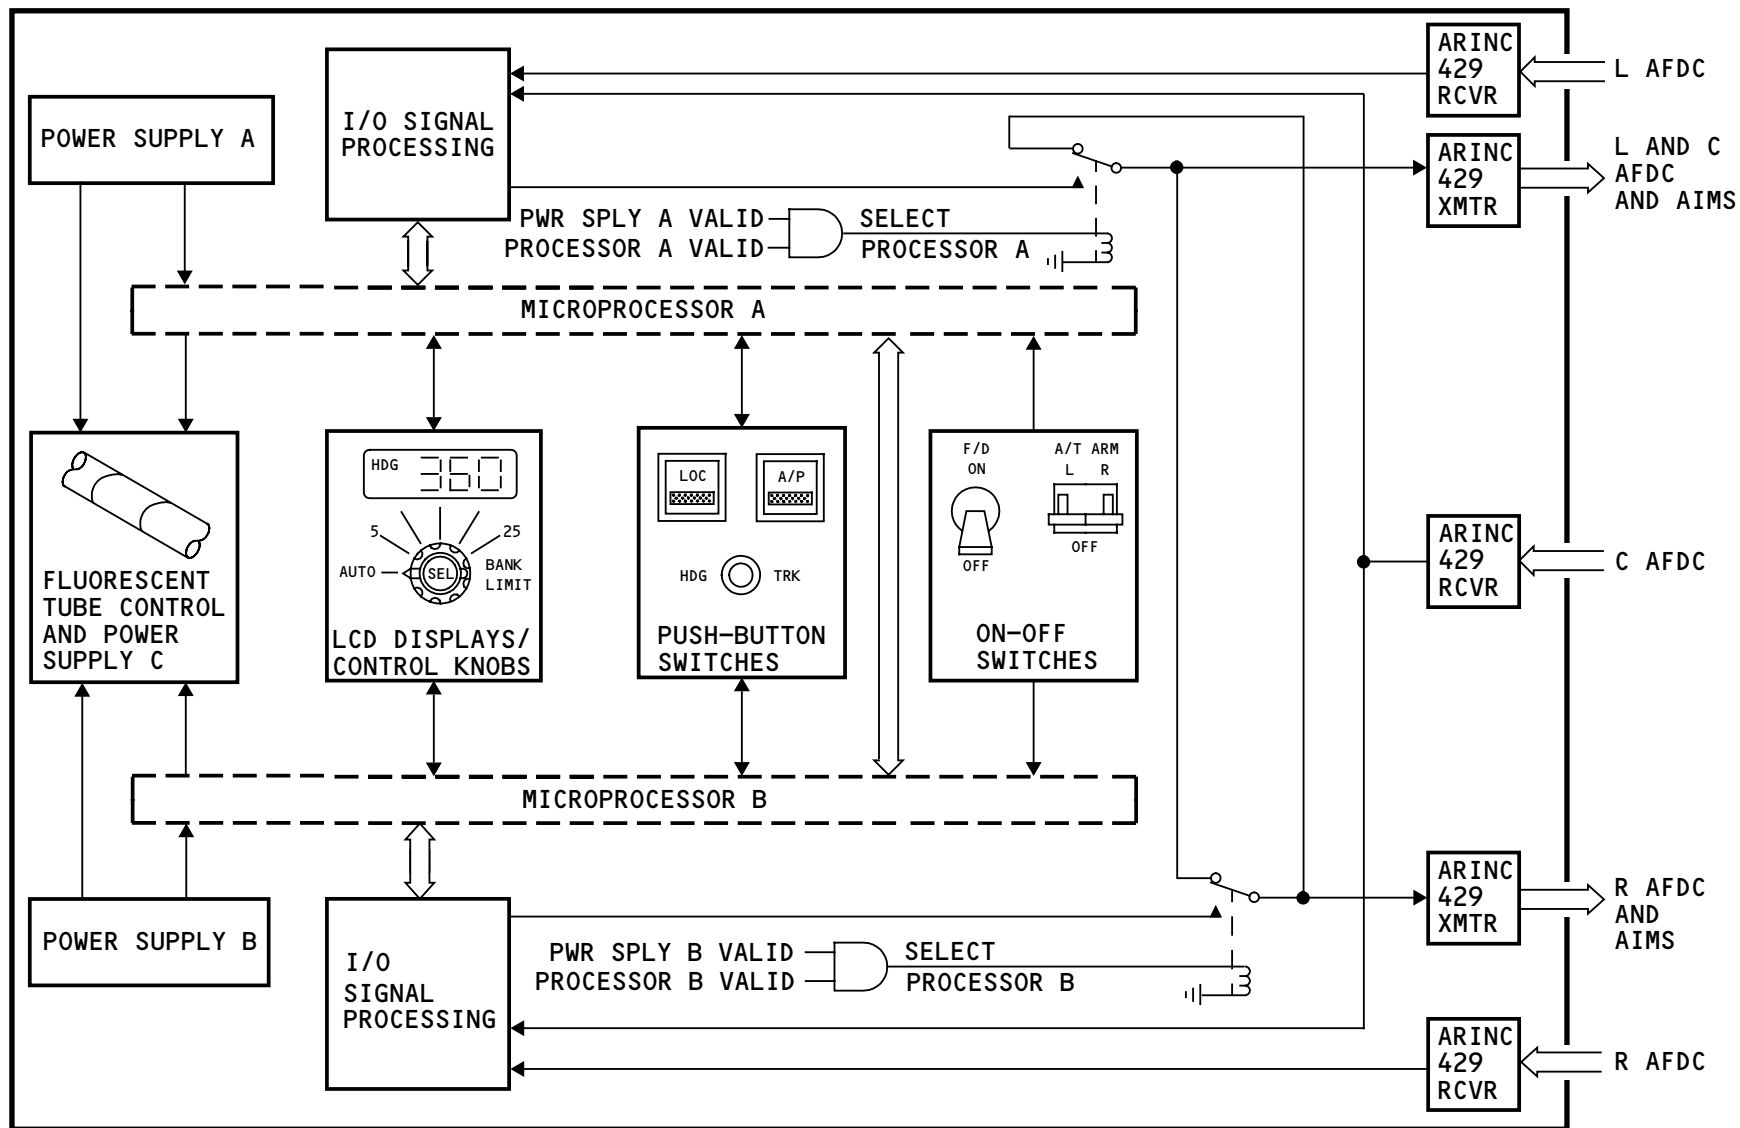 ARINC
429
RCVR
L AFDC
POWER SUPPLY A
I/O SIGNAL
PROCESSING
ARINC
429
XMTR
L AND C
AFDC
AND AIMS
PWR SPLY A VALID
PROCESSOR A VALID
SELECT
PROCESSOR A
MICROPROCESSOR A
FLUORESCENT
TUBE CONTROL
AND POWER
SUPPLY C
HDG
360
5
25
AUTO
SEL
BANK
LIMIT
LCD DISPLAYS/
CONTROL KNOBS
LOC
A/P
HDG
TRK
PUSH-BUTTON
SWITCHES
F/D
ON
OFF
A/T ARM
L R
OFF
ON-OFF
SWITCHES
ARINC
429
RCVR
C AFDC
MICROPROCESSOR B
POWER SUPPLY B
I/O
SIGNAL
PROCESSING
PWR SPLY B VALID
PROCESSOR B VALID
SELECT
PROCESSOR B
ARINC
429
XMTR
R AFDC
AND
AIMS
ARINC
429
RCVR
R AFDC